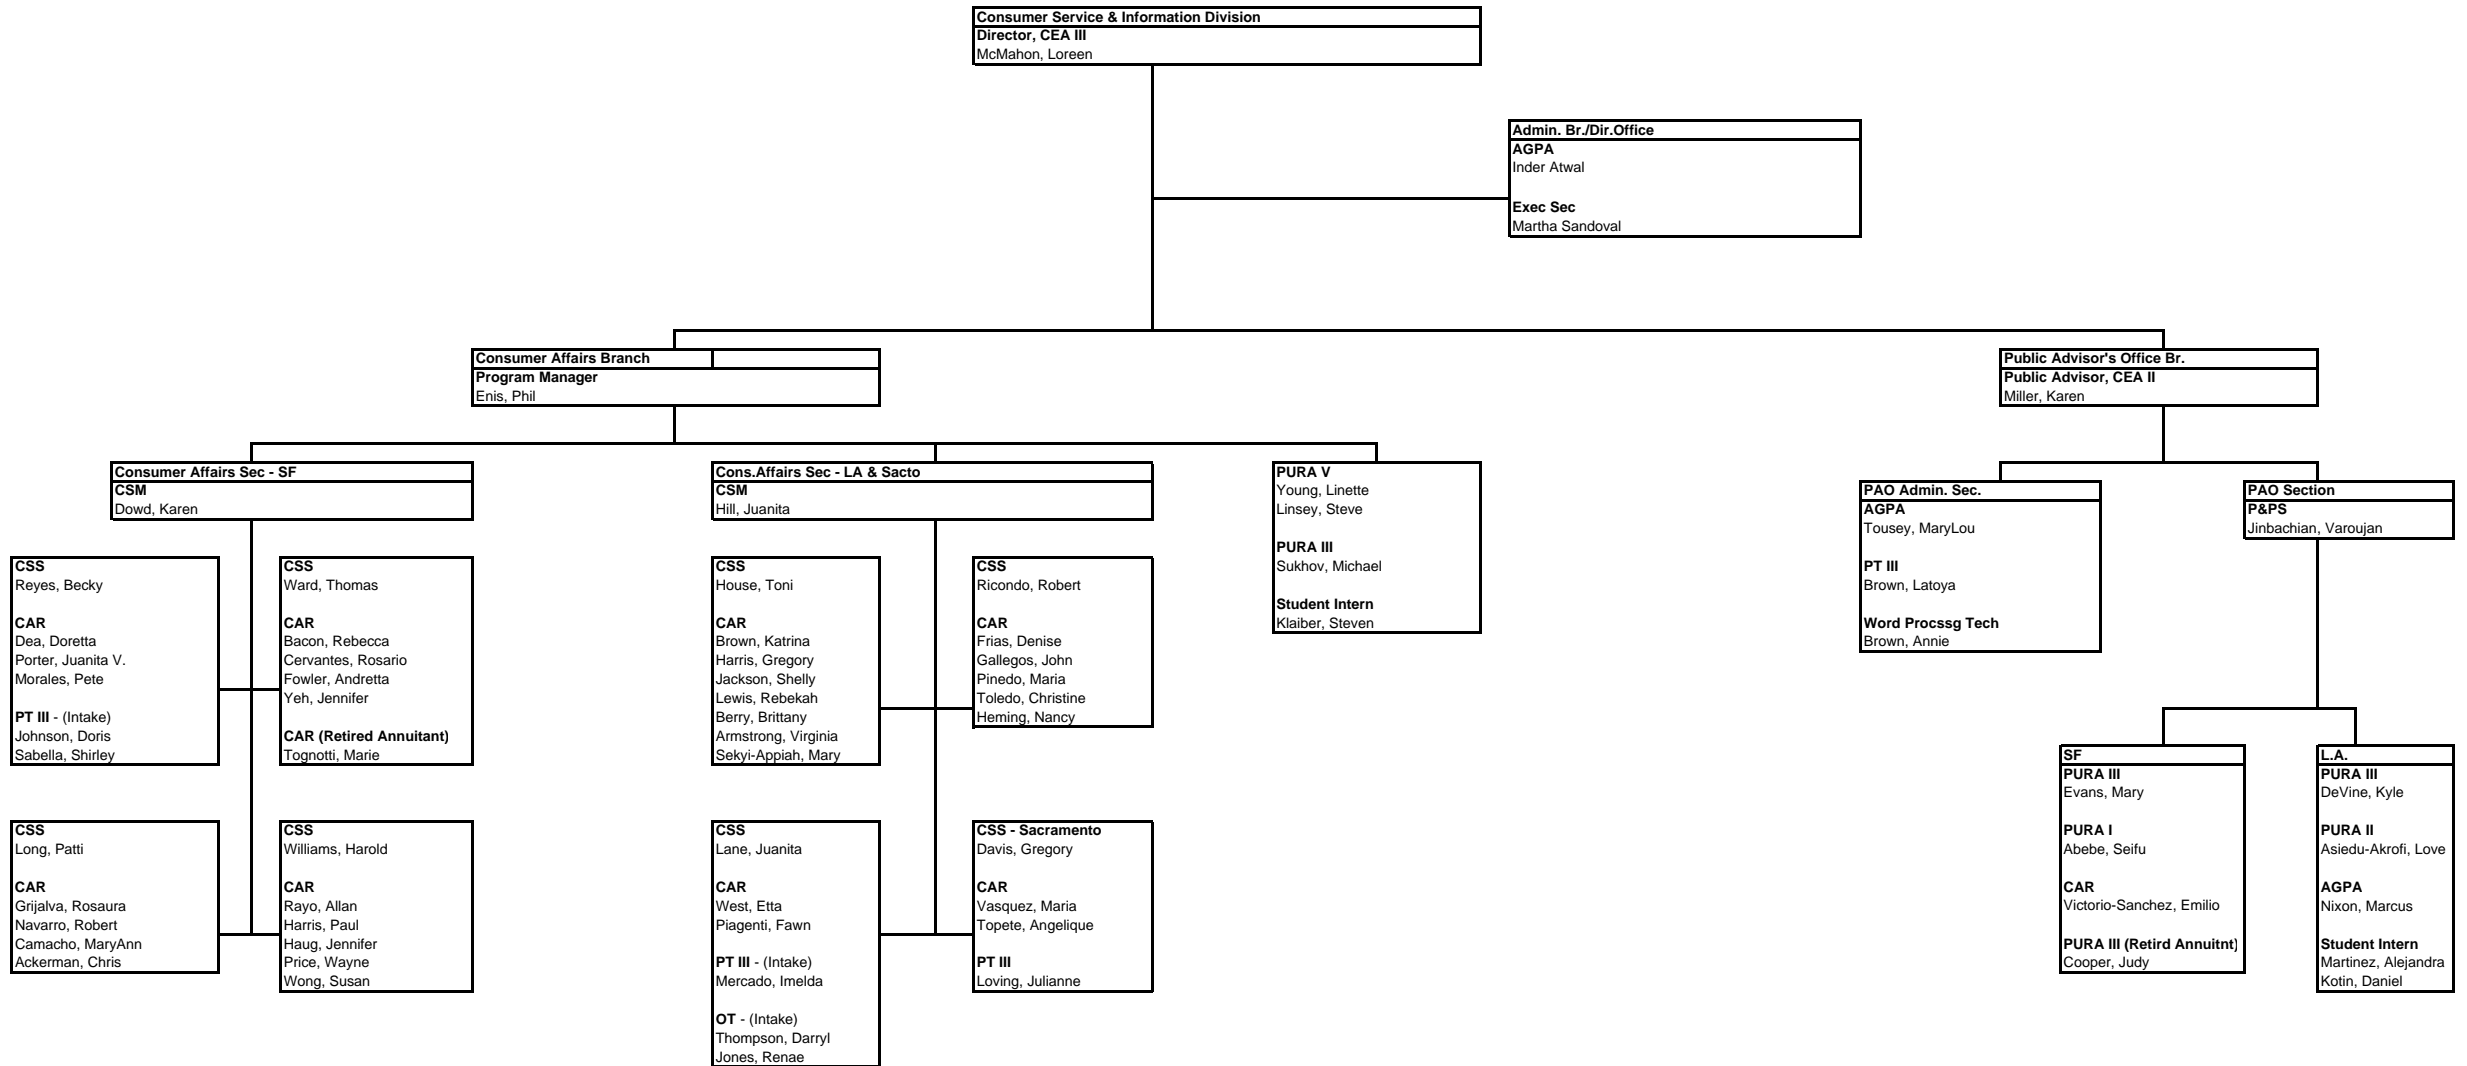 Consumer Service & Information Division
Director, CEA III
McMahon, Loreen
Admin. Br./Dir.Office
AGPA
Inder Atwal
Exec Sec
Martha Sandoval
Consumer Affairs Branch
Program Manager
Enis, Phil
Public Advisor's Office Br.
Public Advisor, CEA II
Miller, Karen
Consumer Affairs Sec - SF
CSM
Dowd, Karen
Cons.Affairs Sec - LA & Sacto
CSM
Hill, Juanita
PURA V
Young, Linette
Linsey, Steve
PURA III
Sukhov, Michael
Student Intern
Klaiber, Steven
PAO Admin. Sec.
AGPA
Tousey, MaryLou
PT III
Brown, Latoya
Word Procssg Tech
Brown, Annie
PAO Section
P&PS
Jinbachian, Varoujan
CSS
Reyes, Becky
CAR
Dea, Doretta
Porter, Juanita V.
Morales, Pete
PT III - (Intake)
Johnson, Doris
Sabella, Shirley
CSS
Ward, Thomas
CAR
Bacon, Rebecca
Cervantes, Rosario
Fowler, Andretta
Yeh, Jennifer
CAR (Retired Annuitant)
Tognotti, Marie
CSS
House, Toni
CAR
Brown, Katrina
Harris, Gregory
Jackson, Shelly
Lewis, Rebekah
Berry, Brittany
Armstrong, Virginia
Sekyi-Appiah, Mary
CSS
Ricondo, Robert
CAR
Frias, Denise
Gallegos, John
Pinedo, Maria
Toledo, Christine
Heming, Nancy
CSS
Long, Patti
CAR
Grijalva, Rosaura
Navarro, Robert
Camacho, MaryAnn
Ackerman, Chris
CSS
Williams, Harold
CAR
Rayo, Allan
Harris, Paul
Haug, Jennifer
Price, Wayne
Wong, Susan
CSS
Lane, Juanita
CAR
West, Etta
Piagenti, Fawn
PT III - (Intake)
Mercado, Imelda
OT - (Intake)
Thompson, Darryl
Jones, Renae
CSS - Sacramento
Davis, Gregory
CAR
Vasquez, Maria
Topete, Angelique
PT III
Loving, Julianne
SF
PURA III
Evans, Mary
PURA I
Abebe, Seifu
CAR
Victorio-Sanchez, Emilio
PURA III (Retird Annuitnt)
Cooper, Judy
L.A.
PURA III
DeVine, Kyle
PURA II
Asiedu-Akrofi, Love
AGPA
Nixon, Marcus
Student Intern
Martinez, Alejandra
Kotin, Daniel